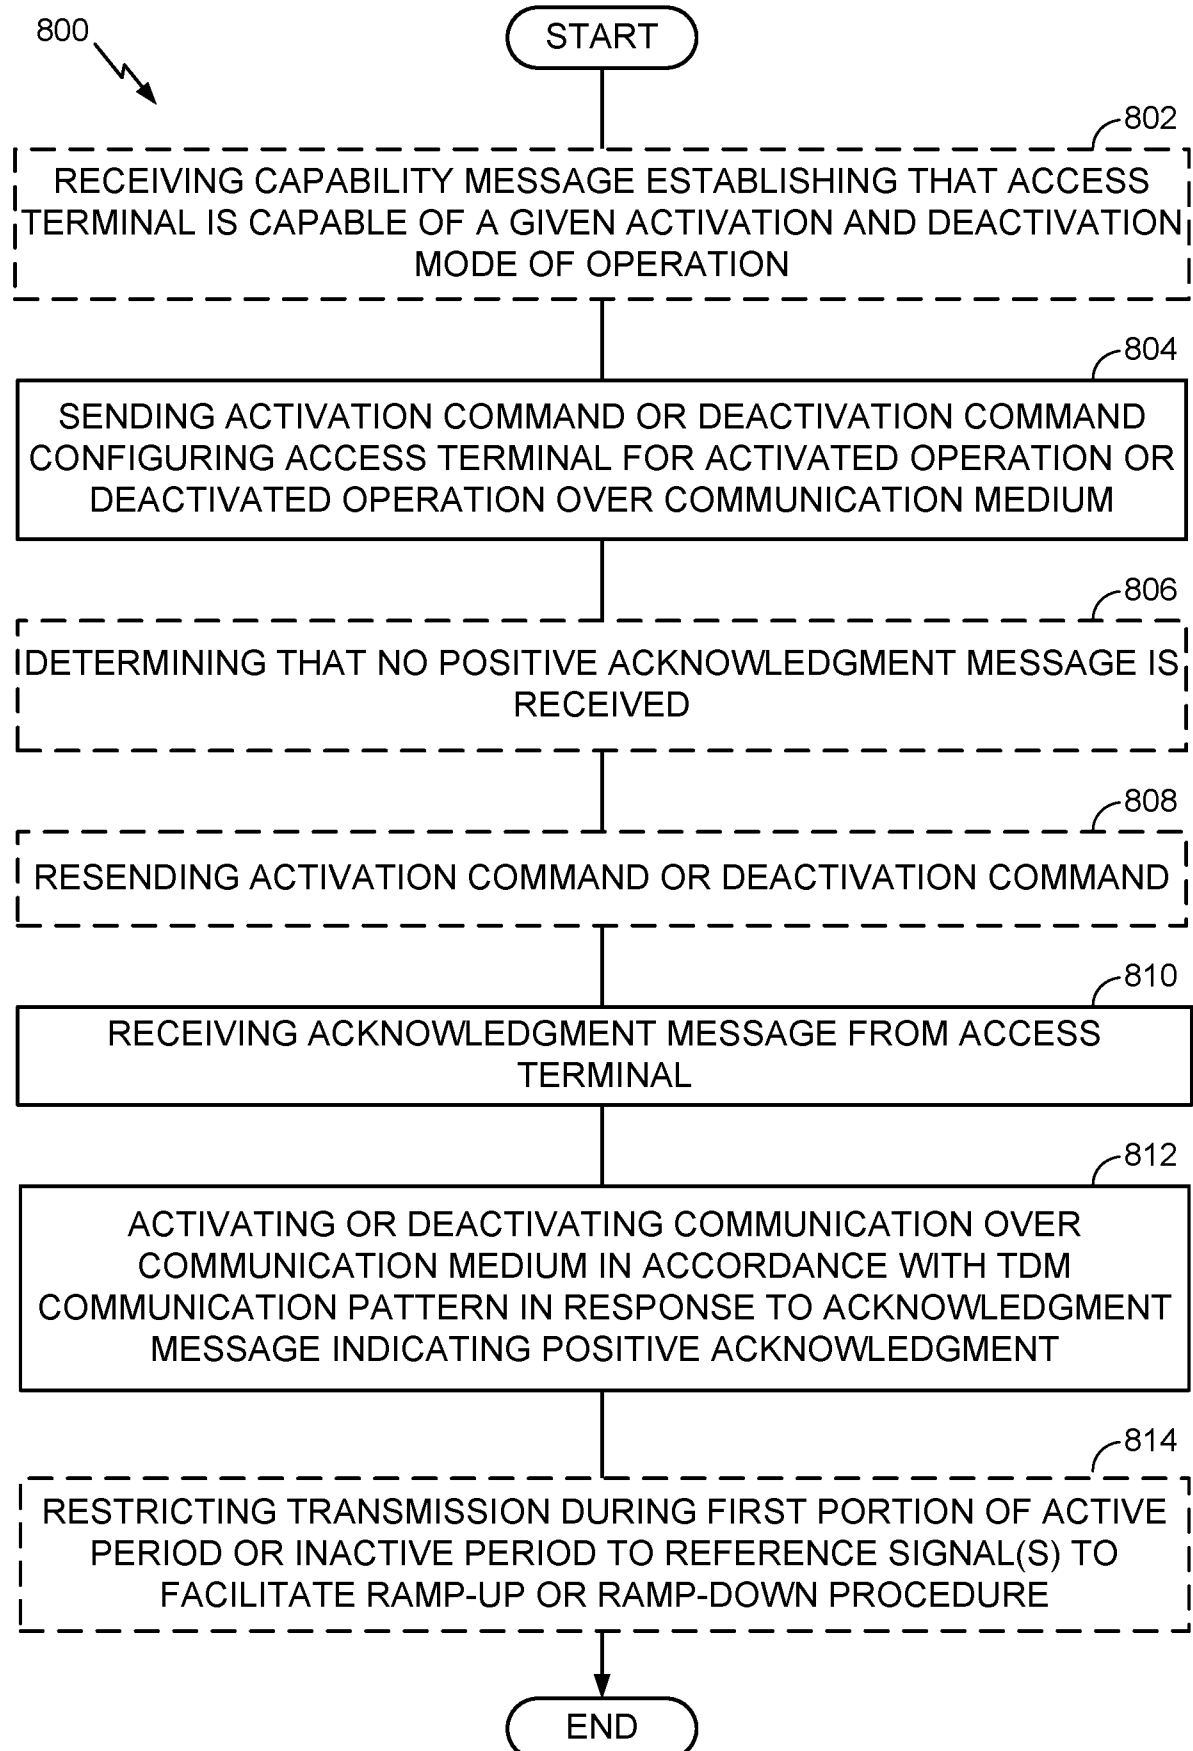 800
START
802
RECEIVING CAPABILITY MESSAGE ESTABLISHING THAT ACCESS
TERMINAL IS CAPABLE OF A GIVEN ACTIVATION AND DEACTIVATION
MODE OF OPERATION
804
SENDING ACTIVATION COMMAND OR DEACTIVATION COMMAND
CONFIGURING ACCESS TERMINAL FOR ACTIVATED OPERATION OR
DEACTIVATED OPERATION OVER COMMUNICATION MEDIUM
806
DETERMINING THAT NO POSITIVE ACKNOWLEDGMENT MESSAGE IS
RECEIVED
808
RESENDING ACTIVATION COMMAND OR DEACTIVATION COMMAND
810
RECEIVING ACKNOWLEDGMENT MESSAGE FROM ACCESS
TERMINAL
812
ACTIVATING OR DEACTIVATING COMMUNICATION OVER
COMMUNICATION MEDIUM IN ACCORDANCE WITH TDM
COMMUNICATION PATTERN IN RESPONSE TO ACKNOWLEDGMENT
MESSAGE INDICATING POSITIVE ACKNOWLEDGMENT
814
RESTRICTING TRANSMISSION DURING FIRST PORTION OF ACTIVE
PERIOD OR INACTIVE PERIOD TO REFERENCE SIGNAL(S) TO
FACILITATE RAMP-UP OR RAMP-DOWN PROCEDURE
END